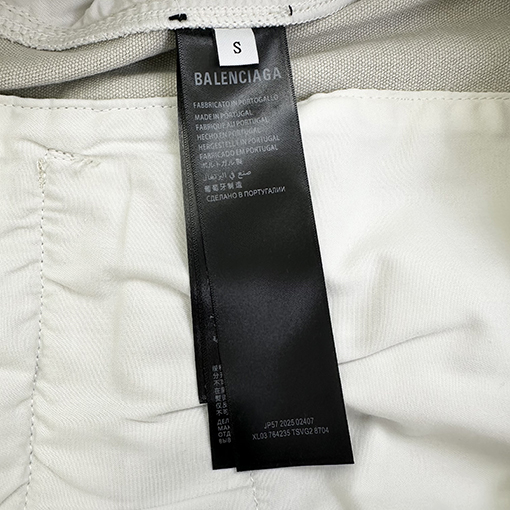 S
BALENCIAGA
FABBRICATO IN PORTOGALLO
MADE IN PORTUGAL
FABRIQUE AU PORTUGAL
HECHO EN PORTUGAL
HERGESTELLT IN PORTUGAL
FABRICADO EM PORTUGAL
ポルトガル製
صنع في البرتغال
葡萄牙制造
СДЕЛАНО В ПОРТУГАЛИИ
JP57 2025 02407
XL03 764235 TSVG2 8704